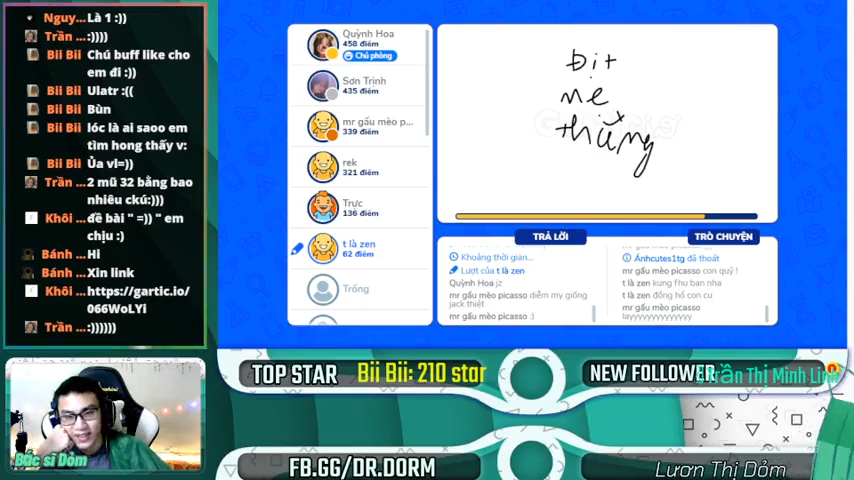 Nguy... Là 1 :))
Trần ... :))))
Bii Bii Chú buff like cho
em đi :))
Bii Bii Ulatr :((
Bii Bii Bùn
Bii Bii lóc là ai saoo em
tìm hong thấy v:
Bii Bii Ủa vl=))
Trần ... 2 mũ 32 bằng bao
nhiêu ckú:)))
Khôi ... đề bài " =)) " em
chịu :)
Bánh ... Hi
Bánh ... Xin link
Khôi ... https://gartic.io/
066WoLYi
Trần ... :))))))
Bấc sĩ Dỏm
Quỳnh Hoa
458 điểm
Chủ phòng
Sơn Trinh
435 điểm
mr gấu mèo p...
339 điểm
rek
321 điểm
Trực
136 điểm
t là zen
62 điểm
Trống
Địt
mẹ
thắng
TRẢ LỜI
Khoảng thời gian...
Lượt của t là zen
Quỳnh Hoa jz
mr gấu mèo picasso diễm my giống
jack thiệt
mr gấu mèo picasso :)
TRÒ CHUYỆN
Ánhcutes1tg đã thoát
mr gấu mèo picasso con quỷ !
t là zen kung fhu ban nha
t là zen đồng hồ con cu
mr gấu mèo picasso
layyyyyyyyyyyy
TOP STAR
Bii Bii: 210 star
NEW FOLLOWER
Trần Thị Minh Linh
FB.GG/DR.DORM
Lươn Thị Dỏm